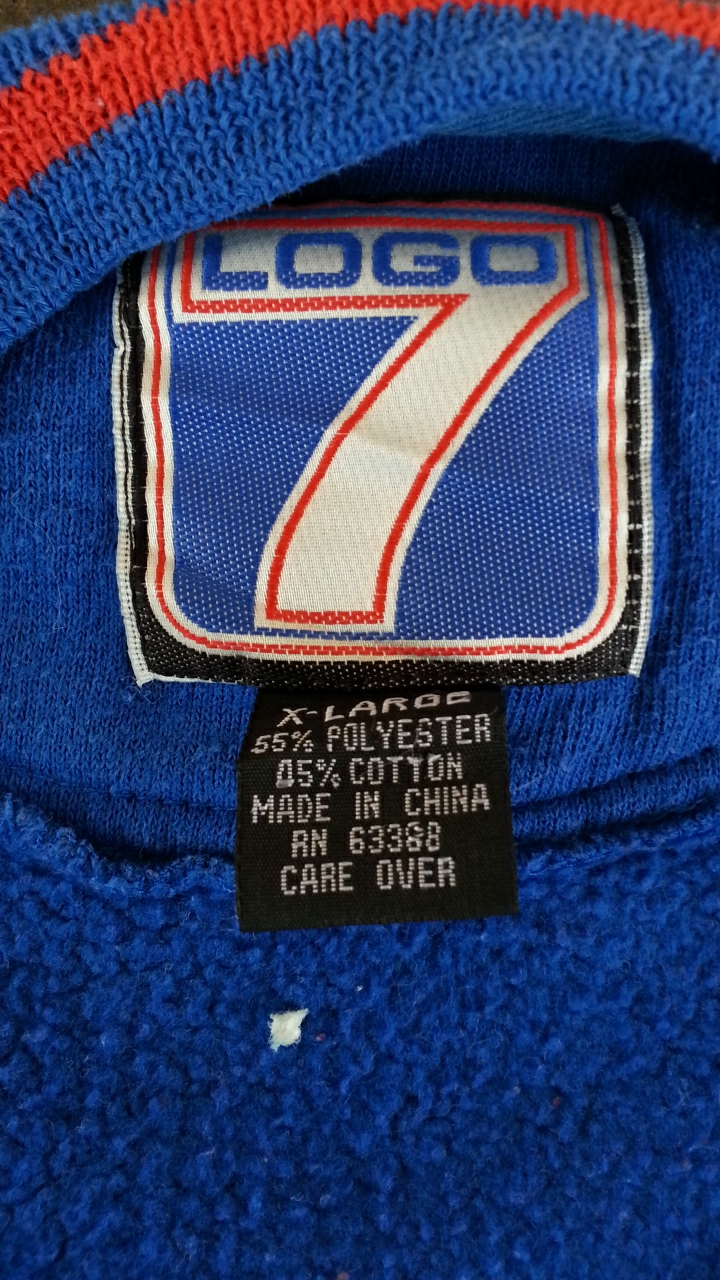 LOGO
7
X-LARGE
55% POLYESTER
45% COTTON
MADE IN CHINA
RN 63388
CARE OVER